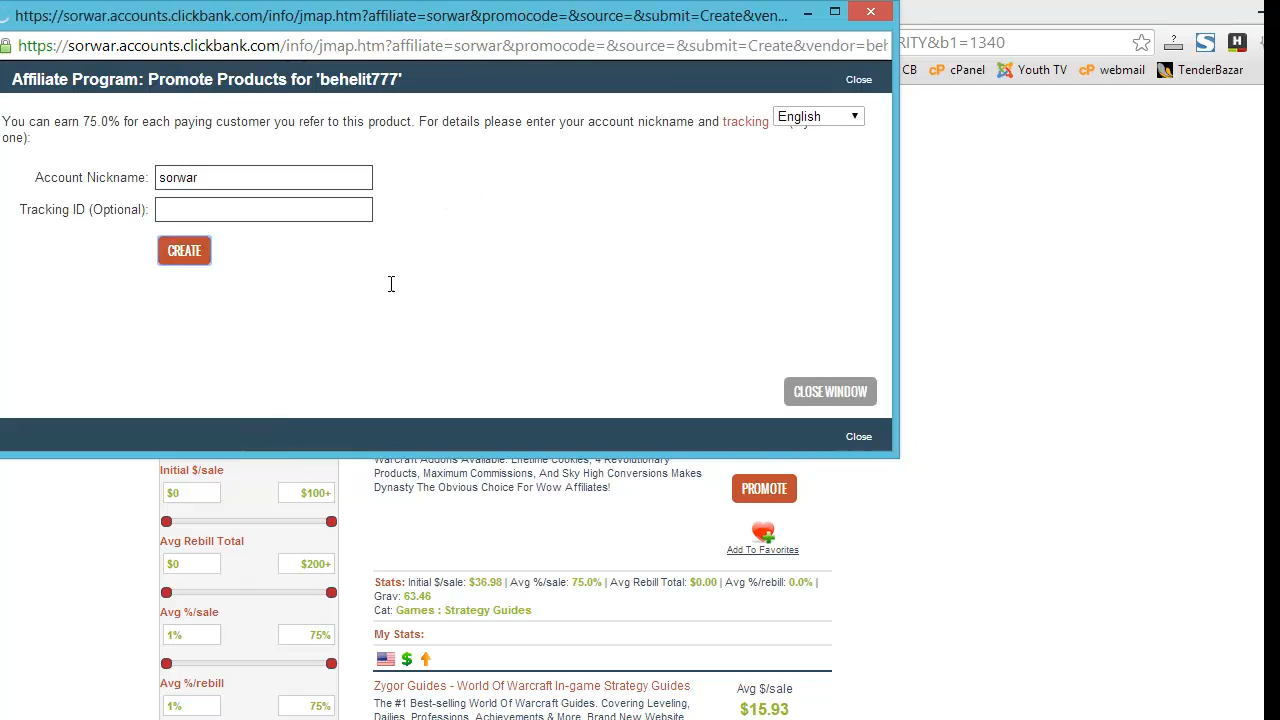 https://sorwar.accounts.clickbank.com/info/jmap.htm?affiliate=sorwar&promocode=&source=&submit=Create&ven...
https://sorwar.accounts.clickbank.com/info/jmap.htm?affiliate=sorwar&promocode=&source=&submit=Create&vendor=beh
RITY&b1=1340
Affiliate Program: Promote Products for 'behelit777'
Close
CB
cPanel
Youth TV
webmail
TenderBazar
You can earn 75.0% for each paying customer you refer to this product. For details please enter your account nickname and tracking
English
one):
Account Nickname:
sorwar
Tracking ID (Optional):
CREATE
CLOSE WINDOW
Close
Warcraft Addons Available. Lifetime Cookies, 4 Revolutionary
Products, Maximum Commissions, And Sky High Conversions Makes
Dynasty The Obvious Choice For Wow Affiliates!
PROMOTE
Add To Favorites
Initial $/sale
$0
$100+
Avg Rebill Total
$0
$200+
Avg %/sale
1%
75%
Avg %/rebill
1%
75%
Stats: Initial $/sale: $36.98 | Avg %/sale: 75.0% | Avg Rebill Total: $0.00 | Avg %/rebill: 0.0% |
Grav: 63.46
Cat: Games : Strategy Guides
My Stats:
$
Zygor Guides - World Of Warcraft In-game Strategy Guides
The #1 Best-selling World Of Warcraft Guides. Covering Leveling,
Dailies, Professions, Achievements & More. Brand New Website
Avg $/sale
$15.93